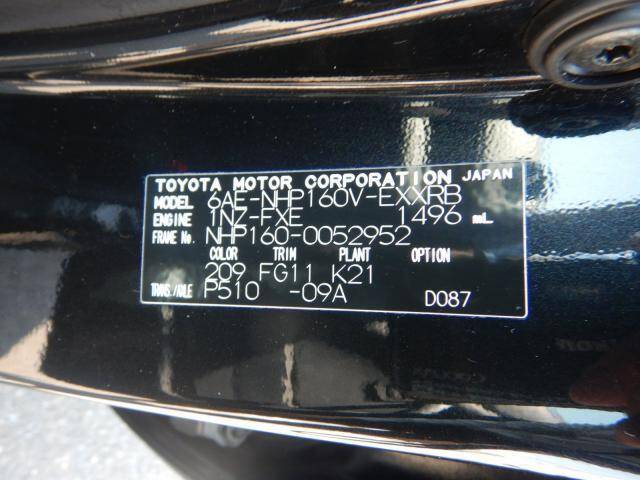 TOYOTA MOTOR CORPORATION JAPAN
MODEL 6AE-NHP160V-EXXRB
ENGINE 1NZ-FXE 1496 mL
FRAME No. NHP160-0052952
COLOR TRIM PLANT OPTION
209 FG11 K21
TRANS./AXLE P510 -09A D087